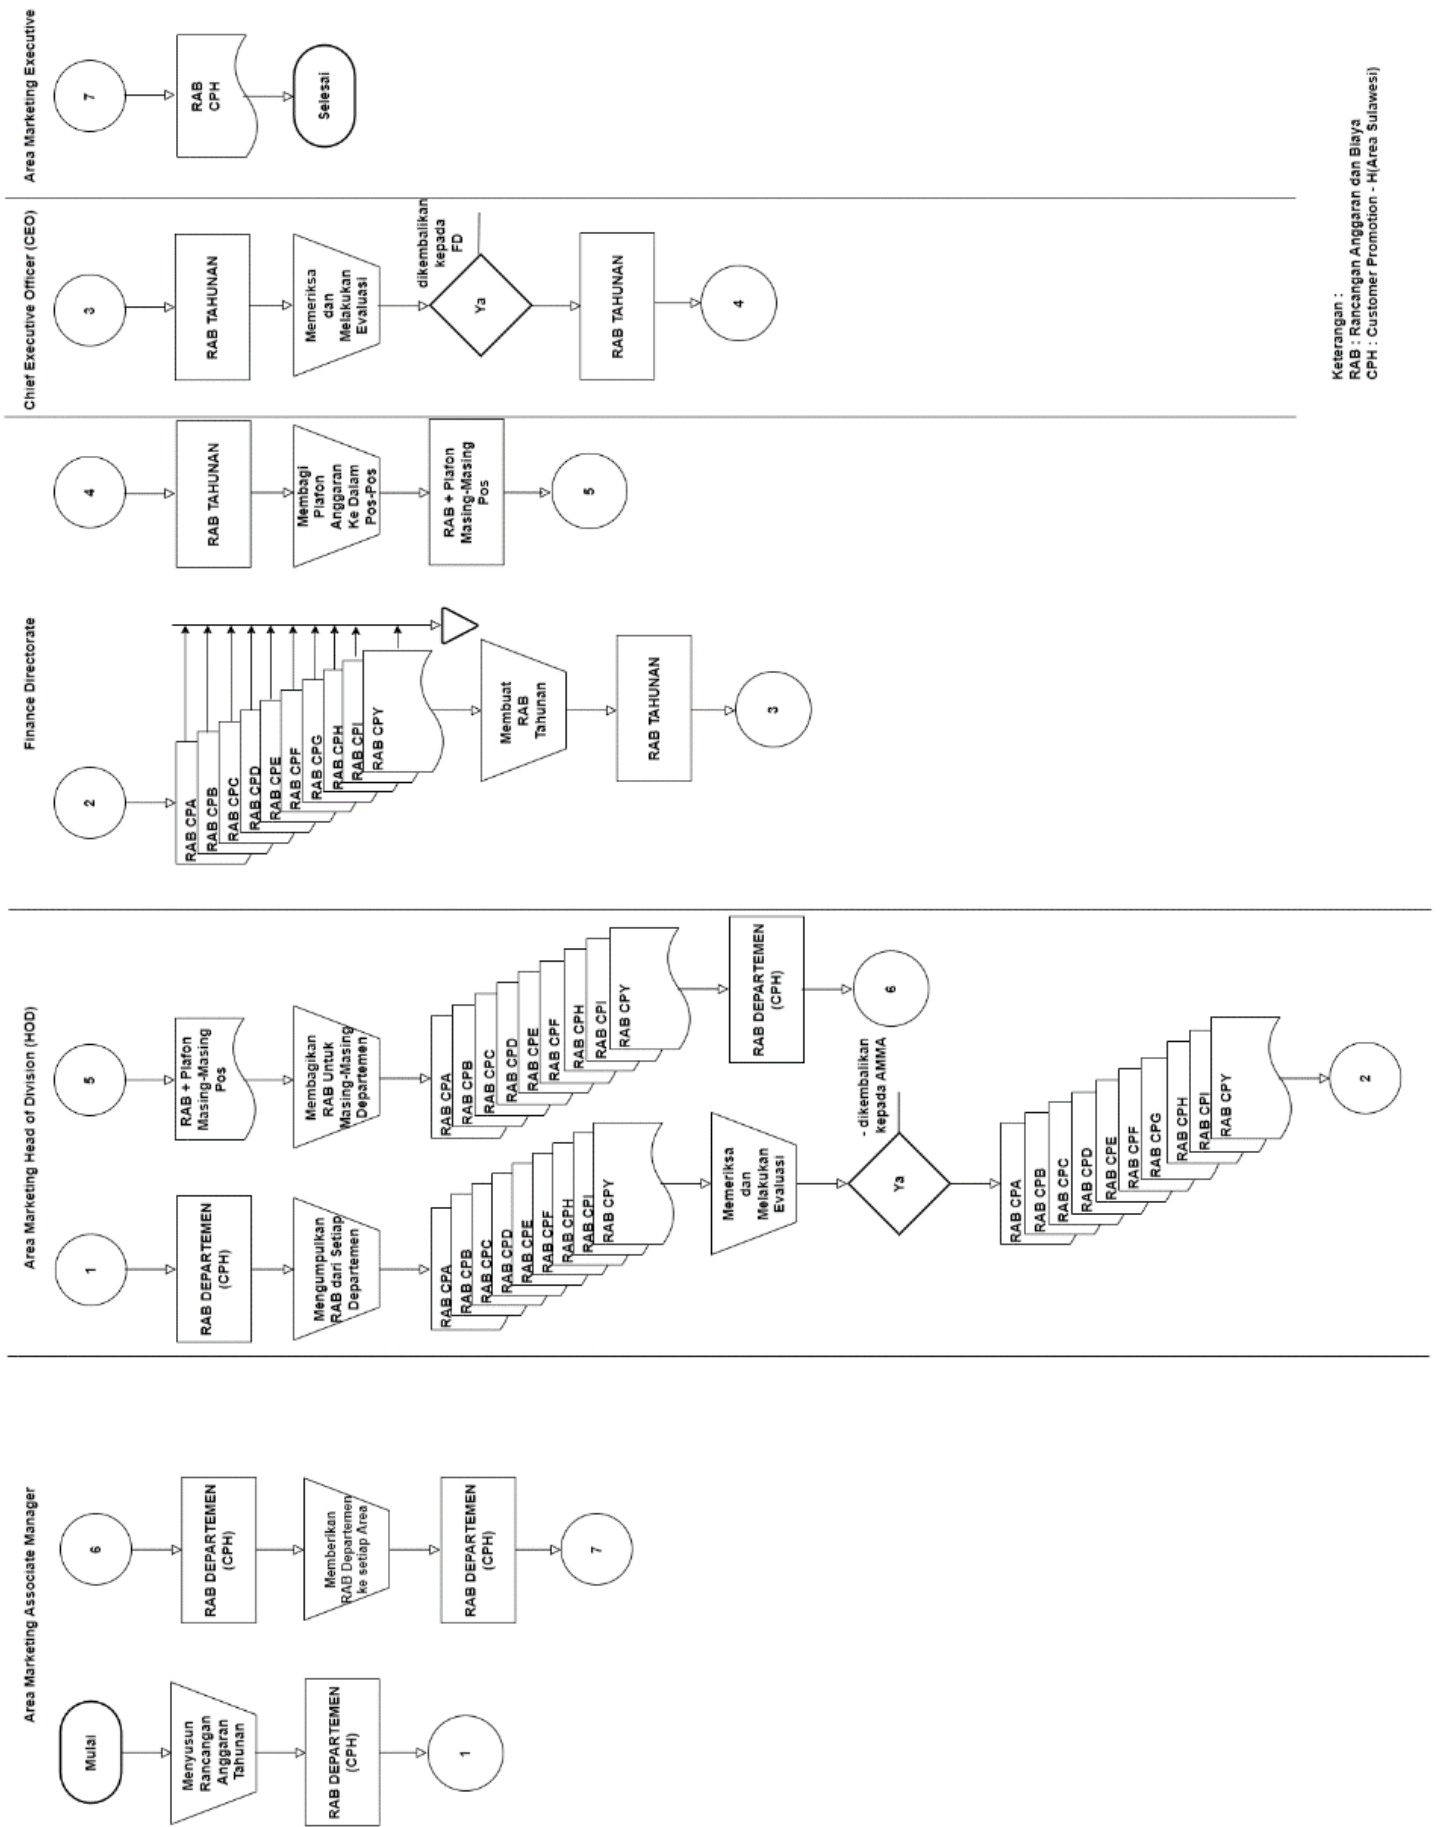 Area Marketing Associate Manager
Mulai
Menyusun
Rancangan
Anggaran
Tahunan
RAB DEPARTEMEN
(CPH)
1
6
RAB DEPARTEMEN
(CPH)
Memberikan
RAB Departemen
ke setiap Area
RAB DEPARTEMEN
(CPH)
7
Area Marketing Head of Division (HOD)
1
RAB DEPARTEMEN
(CPH)
Mengumpulkan
RAB dari Setiap
Departemen
RAB CPA
RAB CPB
RAB CPC
RAB CPD
RAB CPE
RAB CPF
RAB CPH
RAB CPI
RAB CPY
Memeriksa
dan
Melakukan
Evaluasi
Ya
- dikembalikan
kepada AMMA
RAB CPA
RAB CPB
RAB CPC
RAB CPD
RAB CPE
RAB CPF
RAB CPG
RAB CPH
RAB CPI
RAB CPY
2
5
RAB + Plafon
Masing-Masing
Pos
Membagikan
RAB Untuk
Masing-Masing
Departemen
RAB CPA
RAB CPB
RAB CPC
RAB CPD
RAB CPE
RAB CPF
RAB CPH
RAB CPI
RAB CPY
RAB DEPARTEMEN
(CPH)
6
Finance Directorate
2
RAB CPA
RAB CPB
RAB CPC
RAB CPD
RAB CPE
RAB CPF
RAB CPG
RAB CPH
RAB CPI
RAB CPY
Membuat
RAB
Tahunan
RAB TAHUNAN
3
4
RAB TAHUNAN
Membagi
Plafon
Anggaran
Ke Dalam
Pos-Pos
RAB + Plafon
Masing-Masing
Pos
5
Chief Executive Officer (CEO)
3
RAB TAHUNAN
Memeriksa
dan
Melakukan
Evaluasi
dikembalikan
kepada
FD
Ya
RAB TAHUNAN
4
Area Marketing Executive
7
RAB
CPH
Selesai
Keterangan :
RAB : Rancangan Anggaran dan Biaya
CPH : Customer Promotion - H(Area Sulawesi)